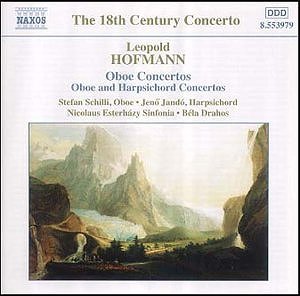 NAXOS
The 18th Century Concerto
DDD
8.553979
Leopold
HOFMANN
Oboe Concertos
Oboe and Harpsichord Concertos
Stefan Schilli, Oboe • Jenő Jandó, Harpsichord
Nicolaus Esterházy Sinfonia • Béla Drahos